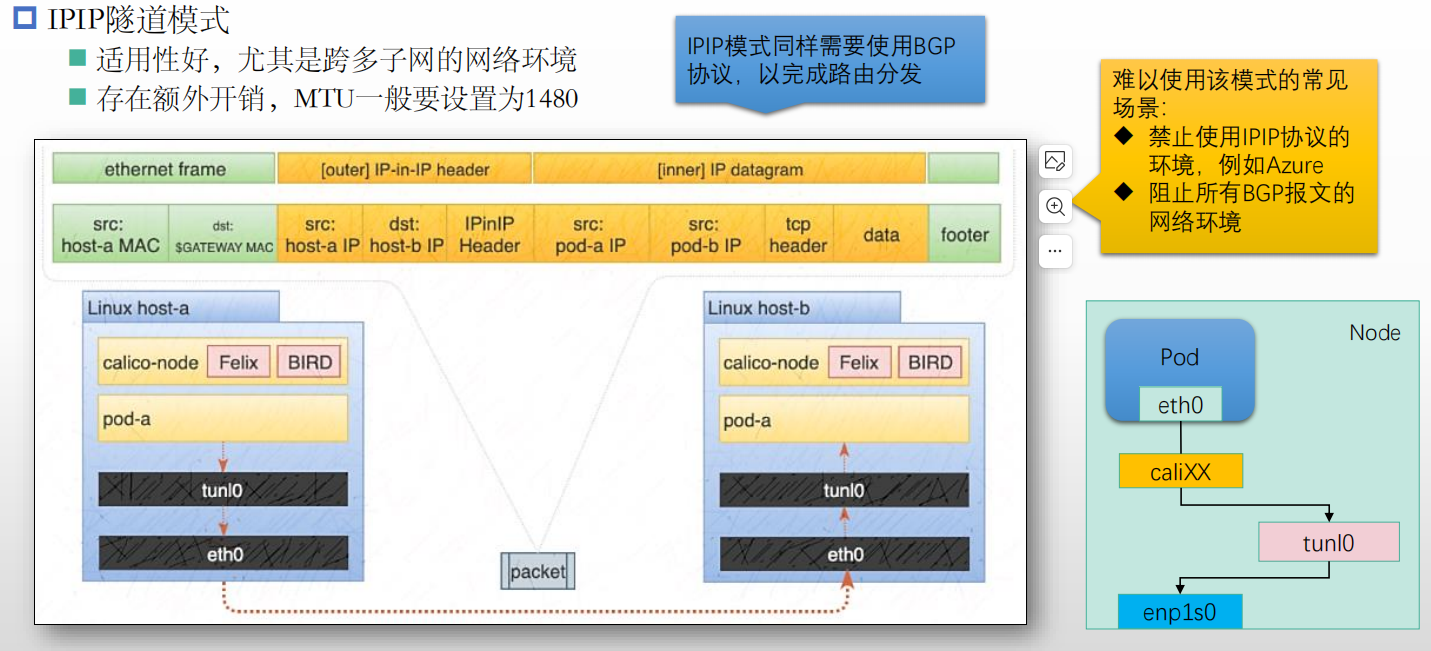 IPIP隧道模式
适用性好，尤其是跨多子网的网络环境
存在额外开销，MTU一般要设置为1480
IPIP模式同样需要使用BGP
协议，以完成路由分发
难以使用该模式的常见
场景:
禁止使用IPIP协议的
环境，例如Azure
阻止所有BGP报文的
网络环境
ethernet frame
[outer] IP-in-IP header
[inner] IP datagram
src:
host-a MAC
dst:
$GATEWAY MAC
src:
host-a IP
dst:
host-b IP
IPinIP
Header
src:
pod-a IP
src:
pod-b IP
tcp
header
data
footer
Linux host-a
calico-node
Felix
BIRD
pod-a
tunl0
eth0
packet
Linux host-b
calico-node
Felix
BIRD
pod-a
tunl0
eth0
Node
Pod
eth0
caliXX
tunl0
enp1s0